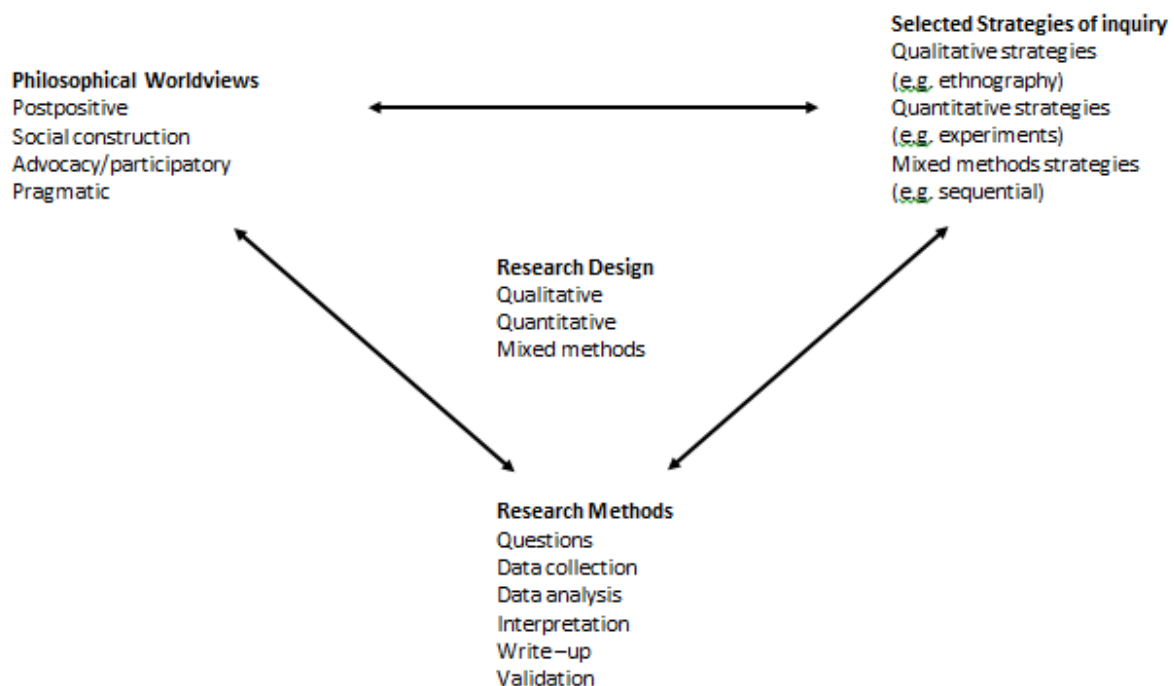 Philosophical Worldviews
Postpositive
Social construction
Advocacy/participatory
Pragmatic
Selected Strategies of inquiry
Qualitative strategies
(e.g. ethnography)
Quantitative strategies
(e.g. experiments)
Mixed methods strategies
(e.g. sequential)
Research Design
Qualitative
Quantitative
Mixed methods
Research Methods
Questions
Data collection
Data analysis
Interpretation
Write –up
Validation